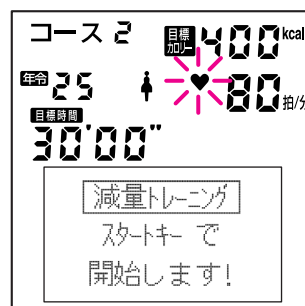 コース 2
目標カロリー 400 kcal
年令 25
80 拍/分
目標時間
30'00"
減量トレーニング
スタートキー で
開始します!